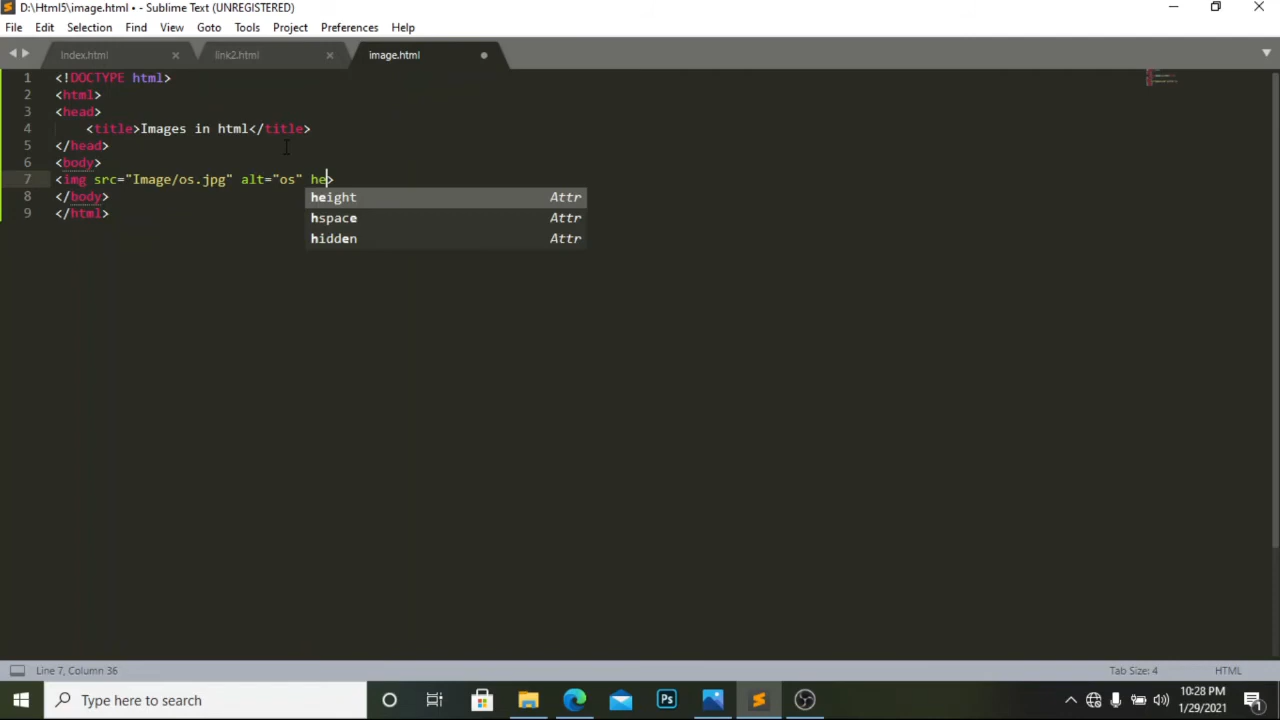 D:\Html5\image.html • - Sublime Text (UNREGISTERED)
File Edit Selection Find View Goto Tools Project Preferences Help
Index.html link2.html image.html
1 <!DOCTYPE html>
2 <html>
3 <head>
4 <title>Images in html</title>
5 </head>
6 <body>
7 <img src="Image/os.jpg" alt="os" he>
8 </body>
9 </html>
height Attr
hspace Attr
hidden Attr
Line 7, Column 36 Tab Size: 4 HTML
Type here to search
Ps
10:28 PM
1/29/2021
1